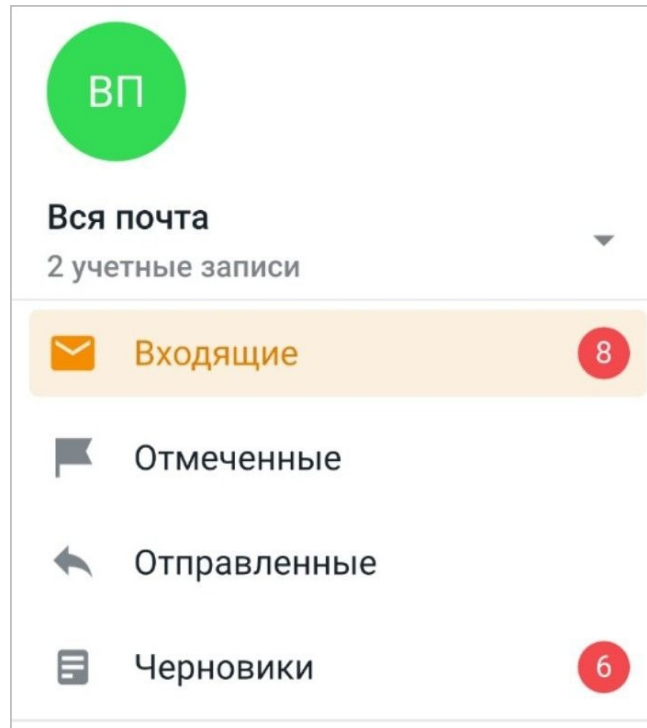 ВП
Вся почта
2 учетные записи
Входящие 8
Отмеченные
Отправленные
Черновики 6